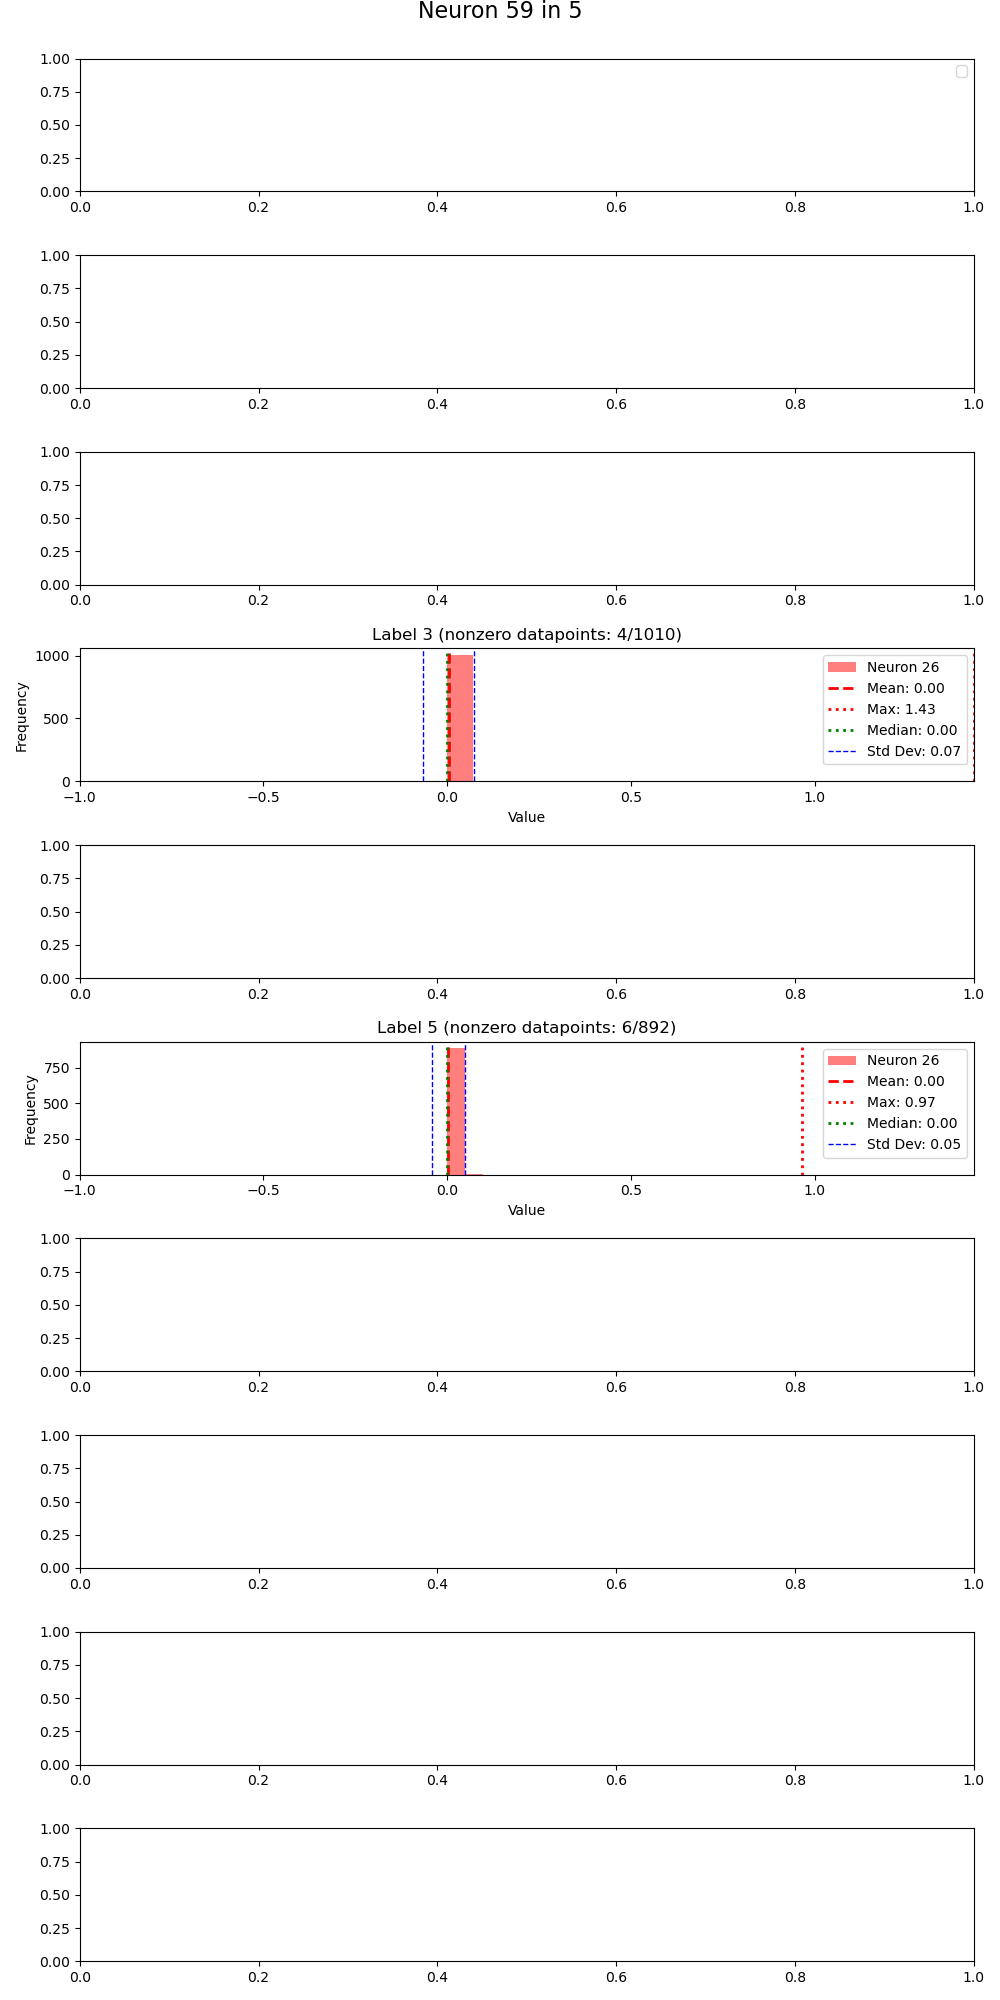 Neuron 59 in 5
1.00
0.75
0.50
0.25
0.00
0.0 0.2 0.4 0.6 0.8 1.0
1.00
0.75
0.50
0.25
0.00
0.0 0.2 0.4 0.6 0.8 1.0
1.00
0.75
0.50
0.25
0.00
0.0 0.2 0.4 0.6 0.8 1.0
Label 3 (nonzero datapoints: 4/1010)
Frequency
1000
500
0
Neuron 26
Mean: 0.00
Max: 1.43
Median: 0.00
Std Dev: 0.07
−1.0 −0.5 0.0 0.5 1.0
Value
1.00
0.75
0.50
0.25
0.00
0.0 0.2 0.4 0.6 0.8 1.0
Label 5 (nonzero datapoints: 6/892)
Frequency
750
500
250
0
Neuron 26
Mean: 0.00
Max: 0.97
Median: 0.00
Std Dev: 0.05
−1.0 −0.5 0.0 0.5 1.0
Value
1.00
0.75
0.50
0.25
0.00
0.0 0.2 0.4 0.6 0.8 1.0
1.00
0.75
0.50
0.25
0.00
0.0 0.2 0.4 0.6 0.8 1.0
1.00
0.75
0.50
0.25
0.00
0.0 0.2 0.4 0.6 0.8 1.0
1.00
0.75
0.50
0.25
0.00
0.0 0.2 0.4 0.6 0.8 1.0